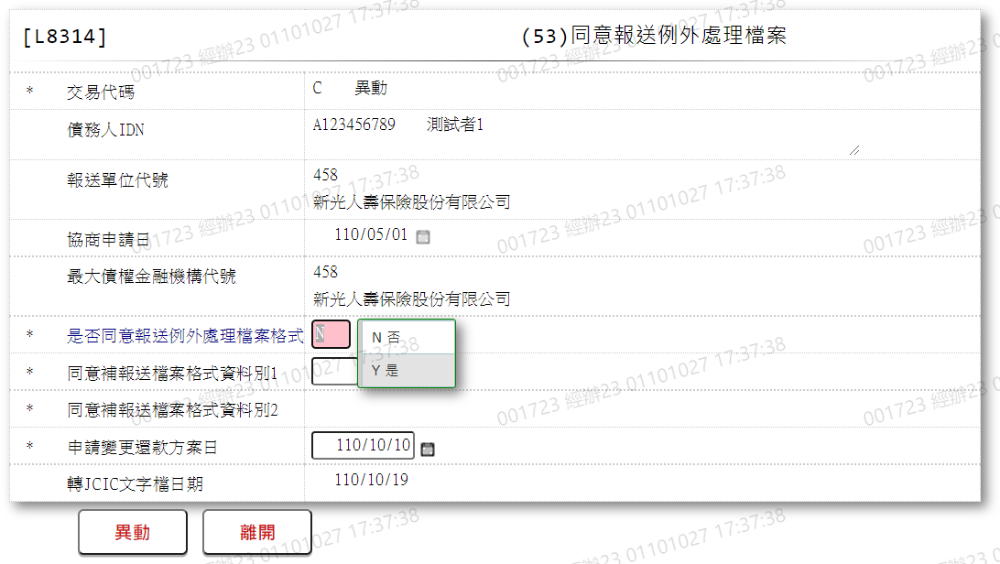 [L8314] (53)同意報送例外處理檔案
* 交易代碼 C 異動
債務人IDN A123456789 測試者1
報送單位代號 458
新光人壽保險股份有限公司
協商申請日 110/05/01
最大債權金融機構代號 458
新光人壽保險股份有限公司
* 是否同意報送例外處理檔案格式 N N 否
Y 是
* 同意補報送檔案格式資料別1
* 同意補報送檔案格式資料別2
* 申請變更還款方案日 110/10/10
轉JCIC文字檔日期 110/10/19
異動 離開
001723 經辦23 01101027 17:37:38